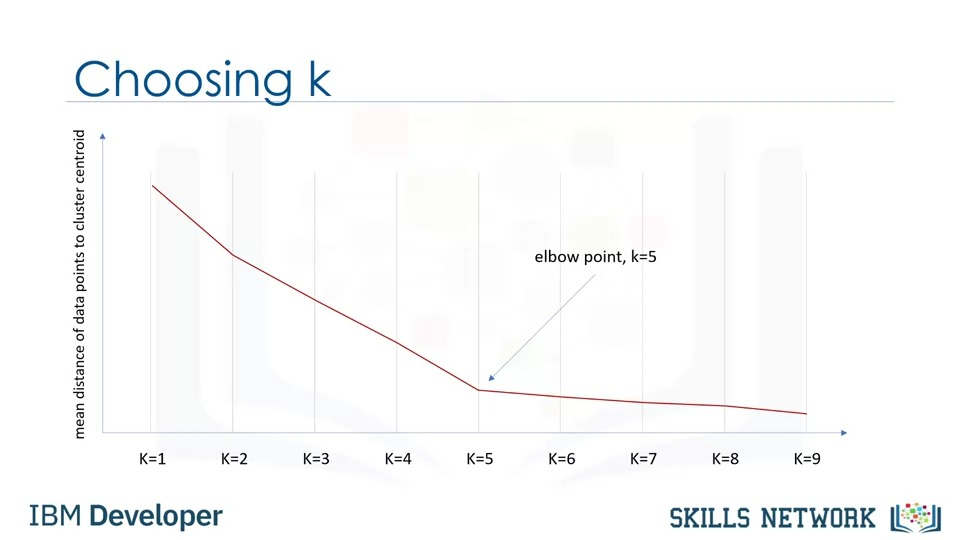 Choosing k
mean distance of data points to cluster centroid
elbow point, k=5
K=1 K=2 K=3 K=4 K=5 K=6 K=7 K=8 K=9
IBM Developer
SKILLS NETWORK